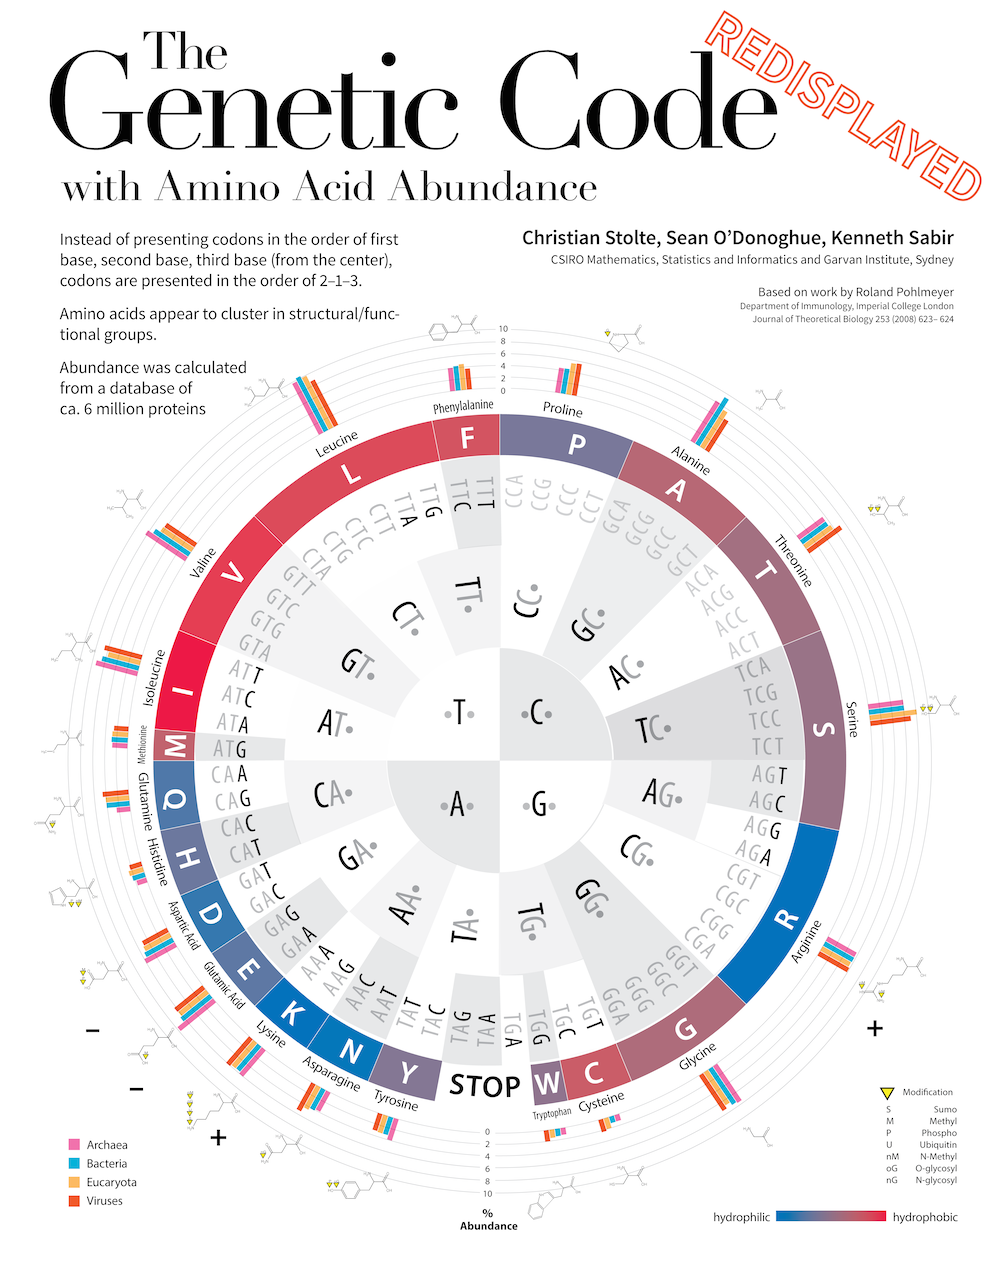 The
Genetic Code
REDISPLAYED
with Amino Acid Abundance
Instead of presenting codons in the order of first
base, second base, third base (from the center),
codons are presented in the order of 2–1–3.
Amino acids appear to cluster in structural/func-
tional groups.
Abundance was calculated
from a database of
ca. 6 million proteins
Christian Stolte, Sean O’Donoghue, Kenneth Sabir
CSIRO Mathematics, Statistics and Informatics and Garvan Institute, Sydney
Based on work by Roland Pohlmeyer
Department of Immunology, Imperial College London
Journal of Theoretical Biology 253 (2008) 623– 624
10
8
6
4
2
0
Phenylalanine
Proline
Alanine
Threonine
Serine
Arginine
Glycine
Cysteine
Tryptophan
Tyrosine
Asparagine
Lysine
Glutamic Acid
Aspartic Acid
Histidine
Glutamine
Methionine
Isoleucine
Valine
Leucine
F
P
A
T
S
R
G
C
W
STOP
Y
N
K
E
D
H
Q
M
I
V
L
CCA
CCG
CCC
CCT
GCA
GCG
GCC
GCT
ACA
ACG
ACC
ACT
TCA
TCG
TCC
TCT
AGT
AGC
AGG
AGA
CGT
CGC
CGG
CGA
GGT
GGC
GGG
GGA
TGT
TGC
TGG
TGA
TAA
TAG
TAC
TAT
AAT
AAC
AAG
AAA
GAA
GAG
GAC
GAT
CAT
CAC
CAG
CAA
ATG
ATA
ATC
ATT
GTA
GTG
GTC
GTT
CTA
CTG
CTC
CTT
TTA
TTG
TTC
TTT
CC•
GC•
AC•
TC•
AG•
CG•
GG•
TG•
TA•
AA•
GA•
CA•
AT•
GT•
CT•
TT•
•T•
•C•
•A•
•G•
–
–
+
+
0
2
4
6
8
10
%
Abundance
Archaea
Bacteria
Eucaryota
Viruses
Modification
S Sumo
M Methyl
P Phospho
U Ubiquitin
nM N-Methyl
oG O-glycosyl
nG N-glycosyl
hydrophilic hydrophobic